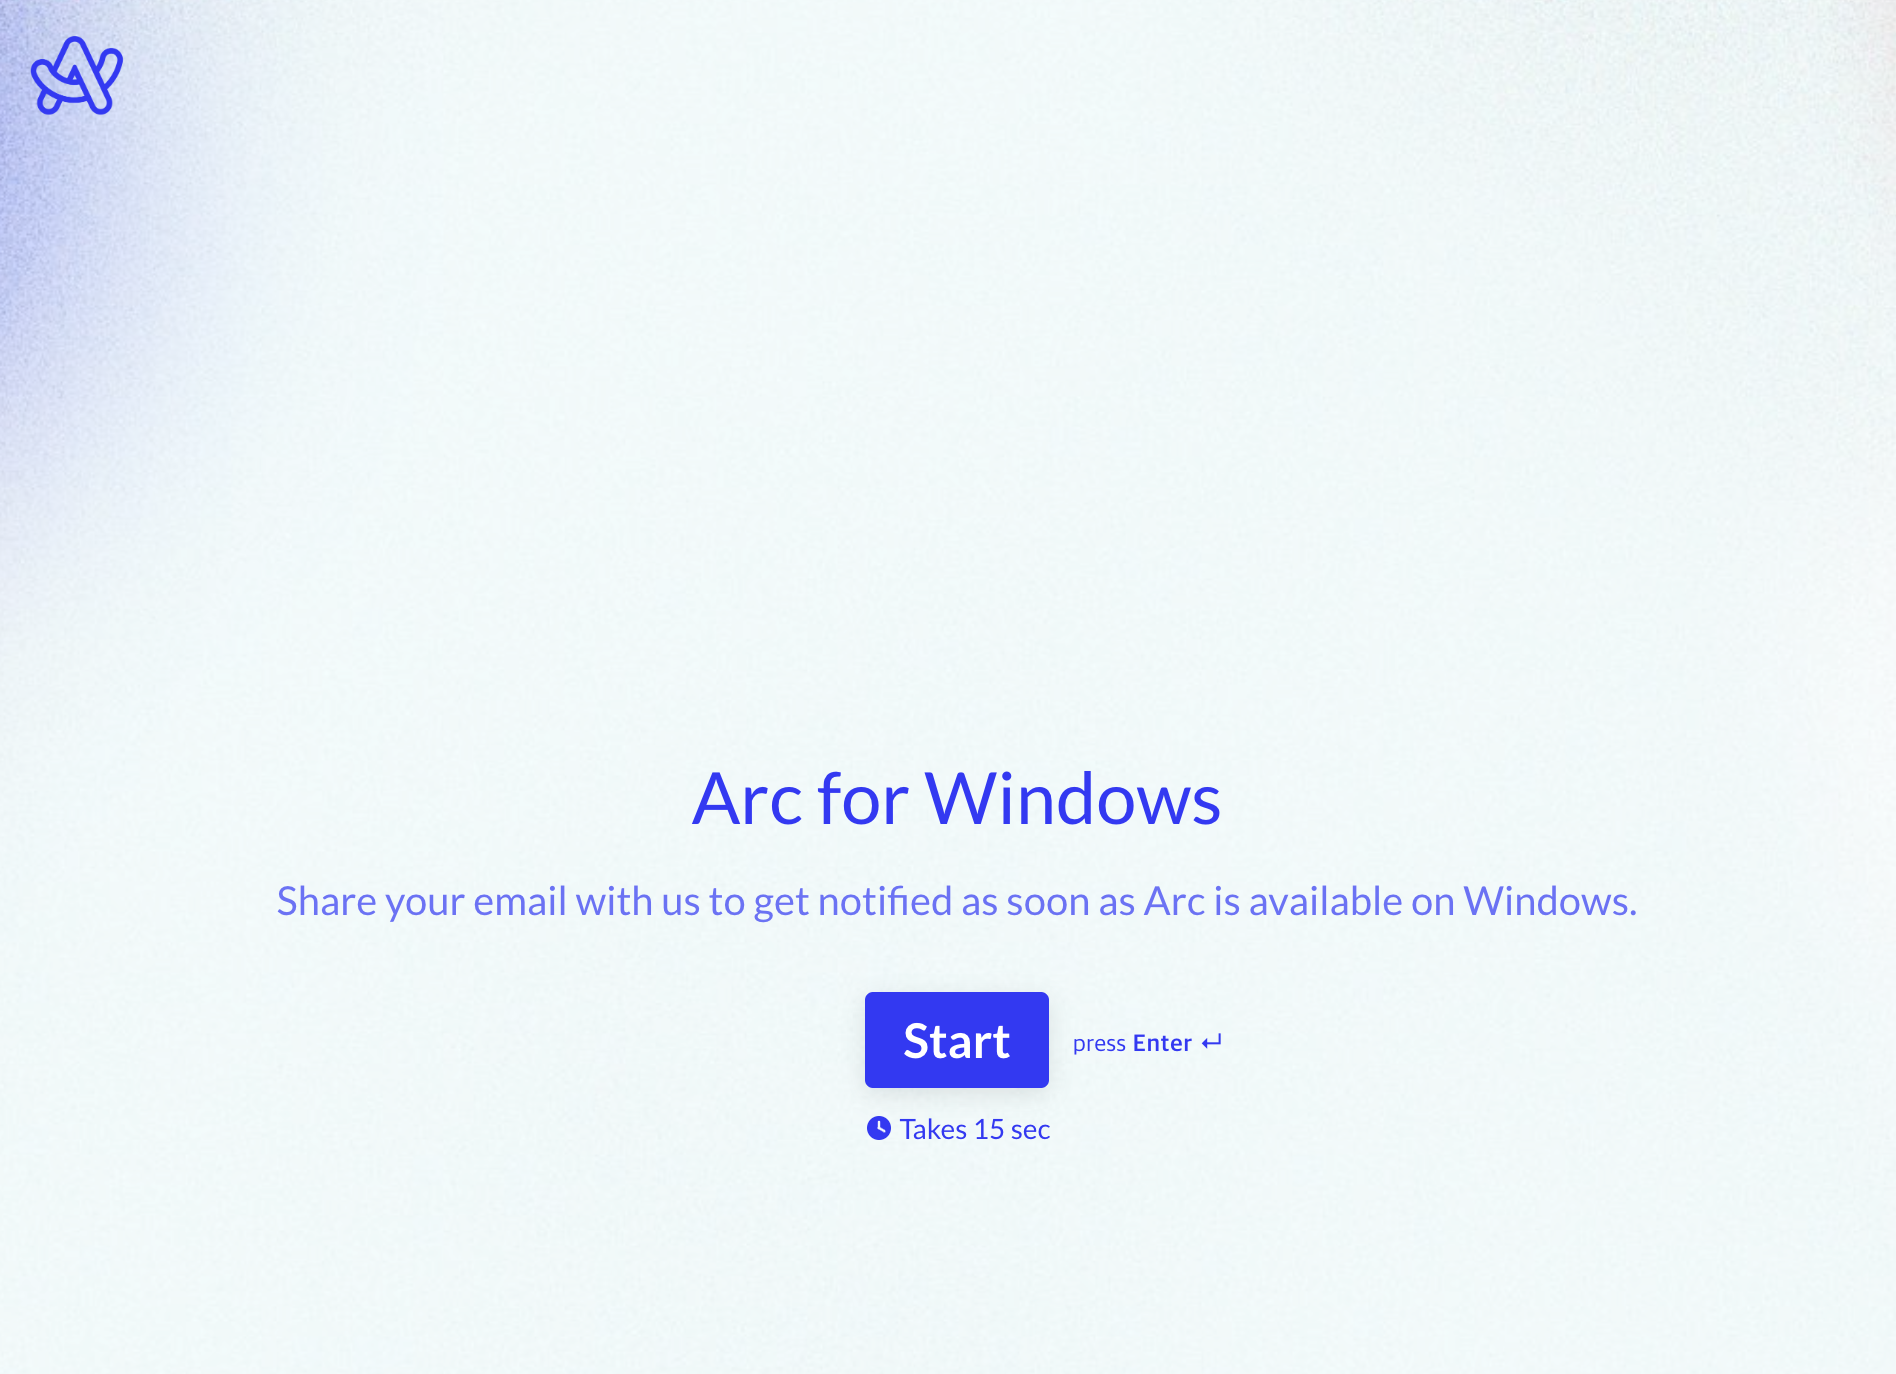 Arc for Windows
Share your email with us to get notified as soon as Arc is available on Windows.
Start
press Enter ↵
Takes 15 sec